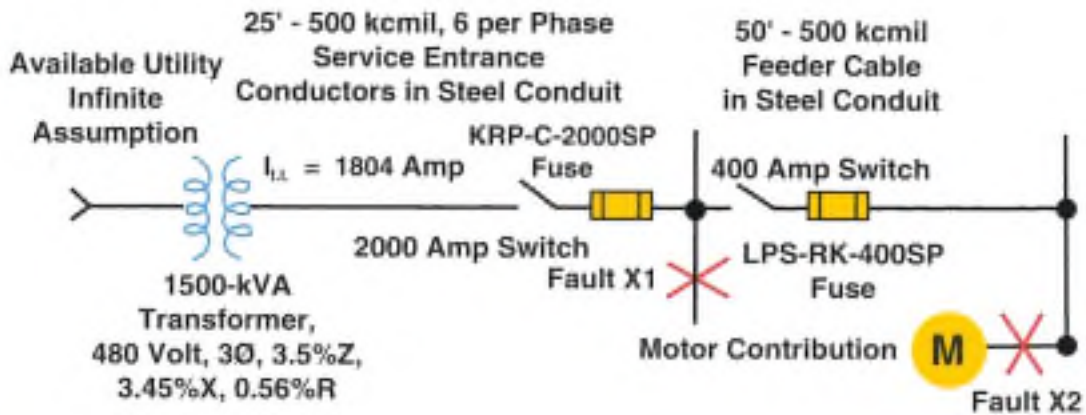 Available Utility
Infinite
Assumption
25' - 500 kcmil, 6 per Phase
Service Entrance
Conductors in Steel Conduit
50' - 500 kcmil
Feeder Cable
in Steel Conduit
KRP-C-2000SP
Fuse
I t.t. = 1804 Amp
400 Amp Switch
2000 Amp Switch
Fault X1
LPS-RK-400SP
Fuse
1500-kVA
Transformer,
480 Volt, 3Ø, 3.5%Z,
3.45%X, 0.56%R
Motor Contribution
M
Fault X2